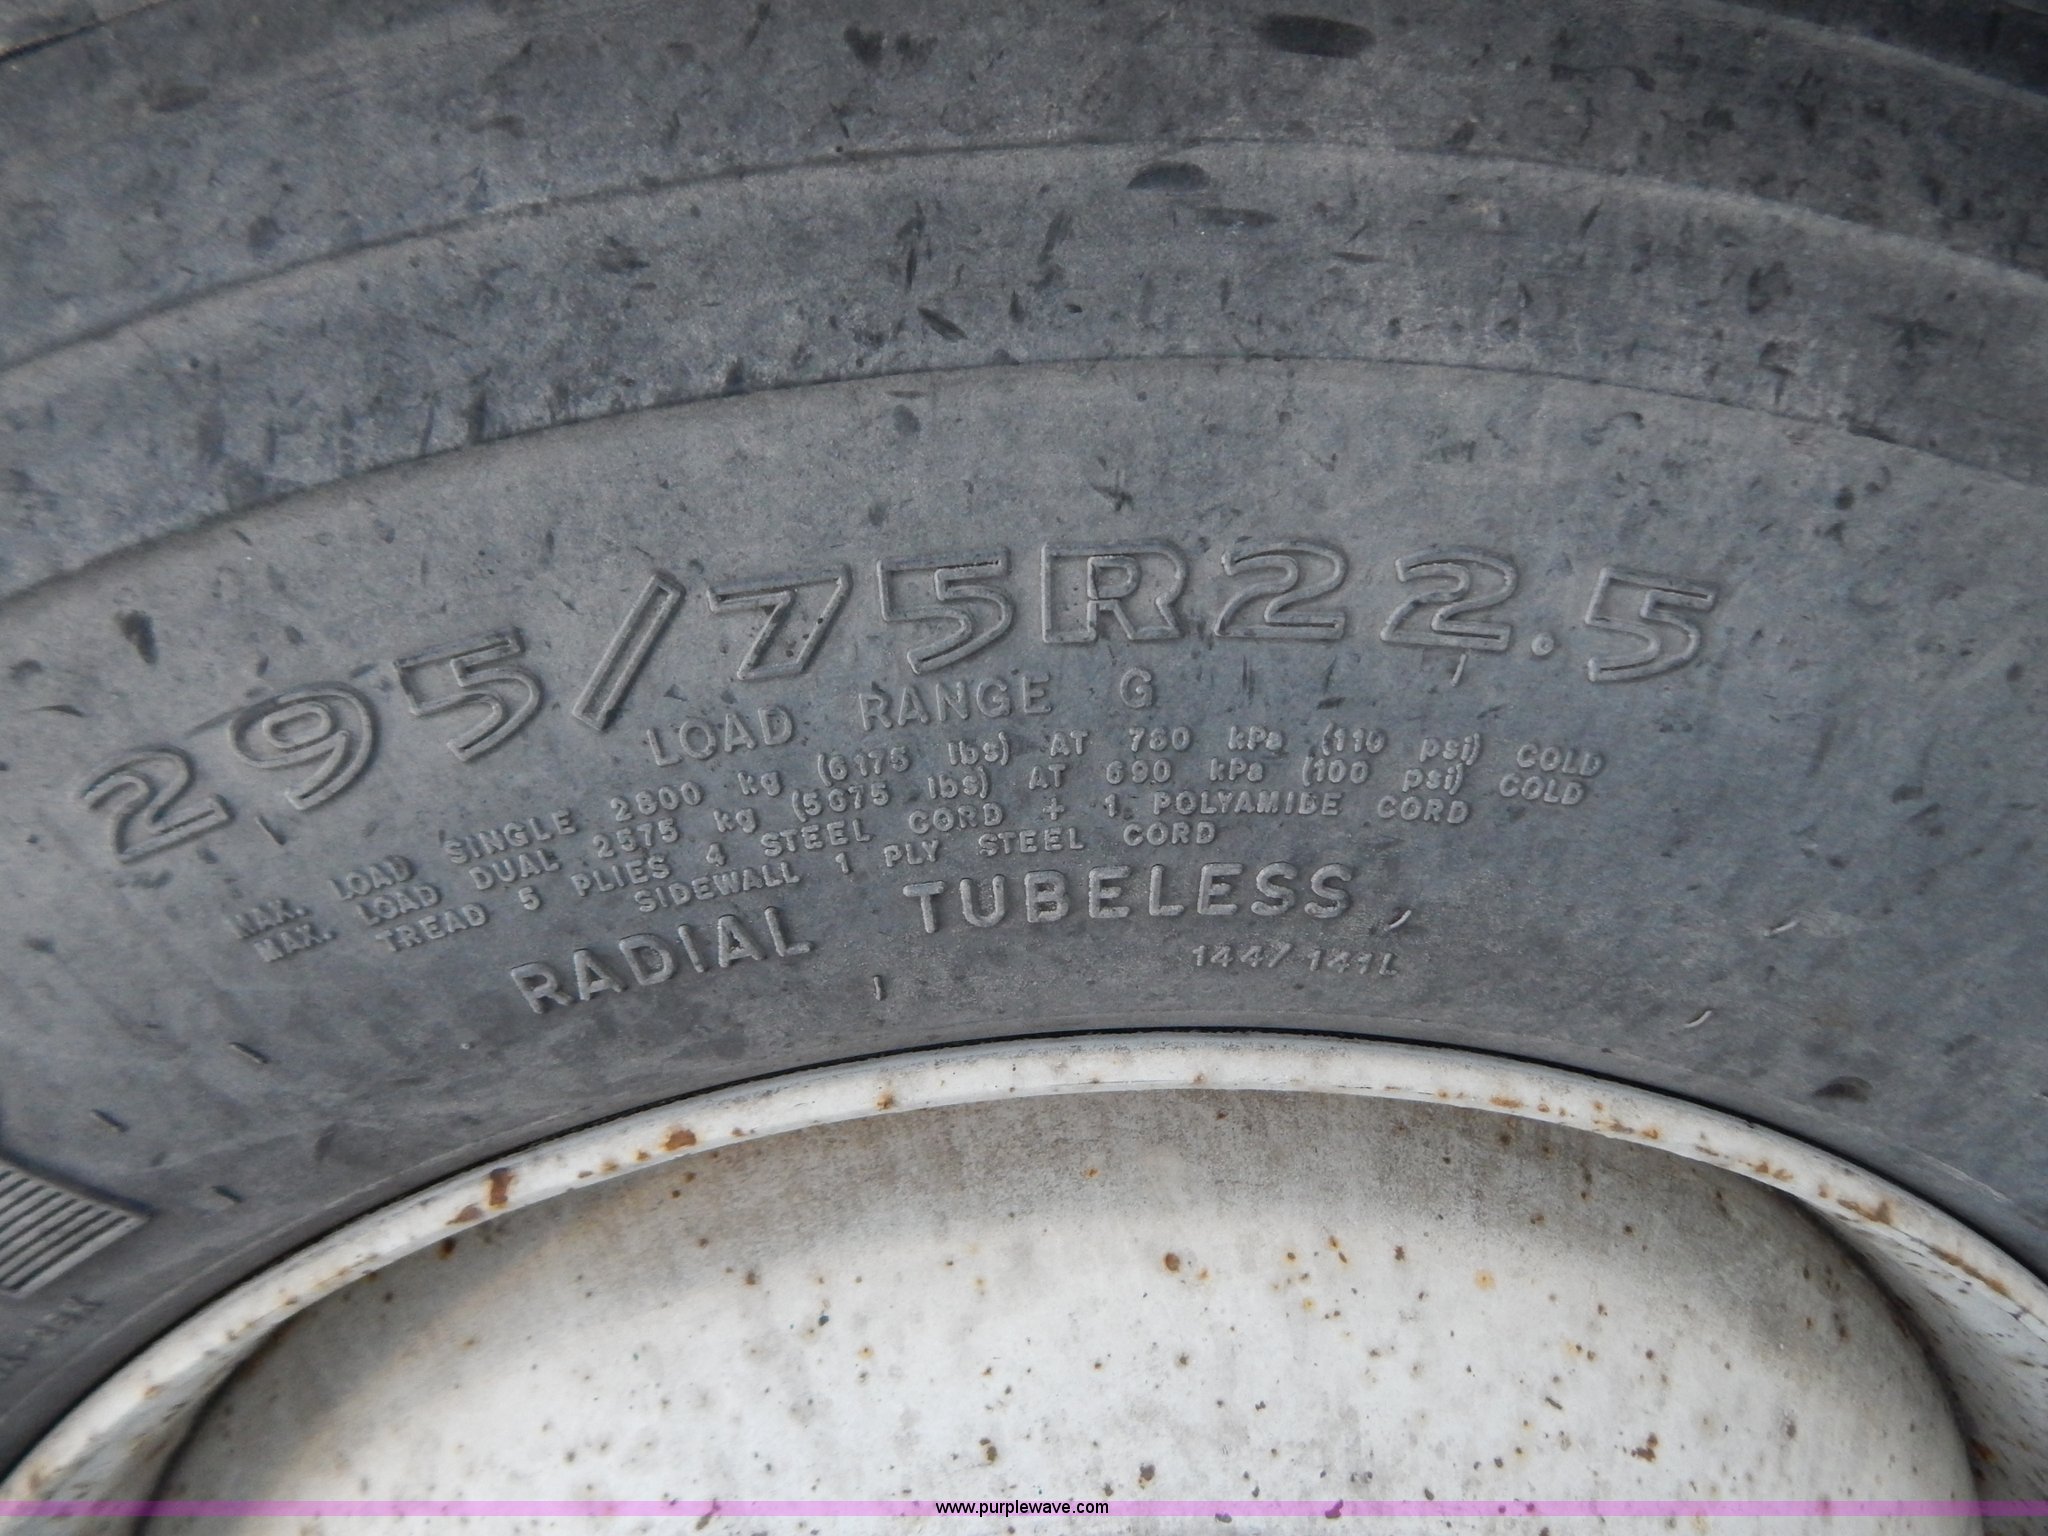 295/75R22.5
LOAD RANGE G
MAX. LOAD SINGLE 2800 kg (6175 lbs) AT 760 kPa (110 psi) COLD
MAX. LOAD DUAL 2575 kg (5675 lbs) AT 690 kPa (100 psi) COLD
TREAD 5 PLIES 4 STEEL CORD + 1 POLYAMIDE CORD
SIDEWALL 1 PLY STEEL CORD
RADIAL TUBELESS
1447 141L
www.purplewave.com